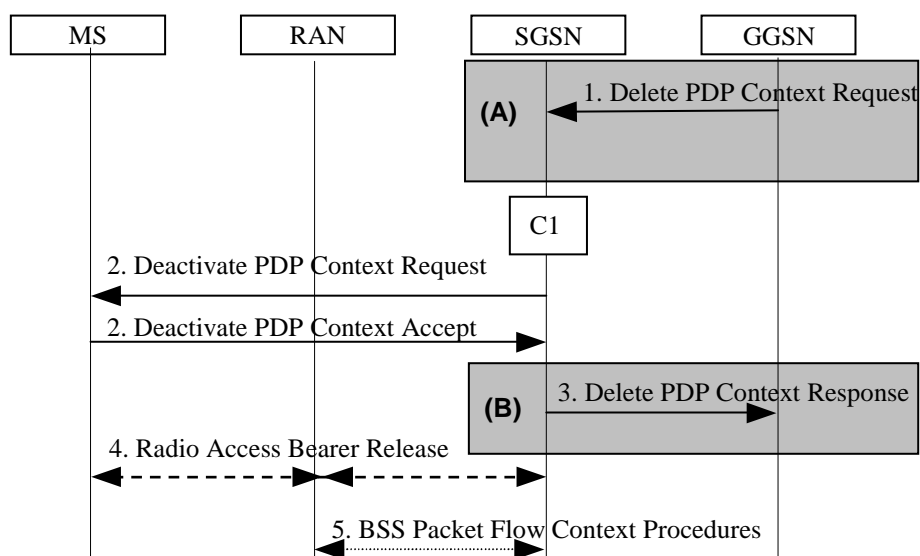 MS RAN SGSN GGSN
1. Delete PDP Context Request
(A)
C1
2. Deactivate PDP Context Request
2. Deactivate PDP Context Accept
3. Delete PDP Context Response
(B)
4. Radio Access Bearer Release
5. BSS Packet Flow Context Procedures